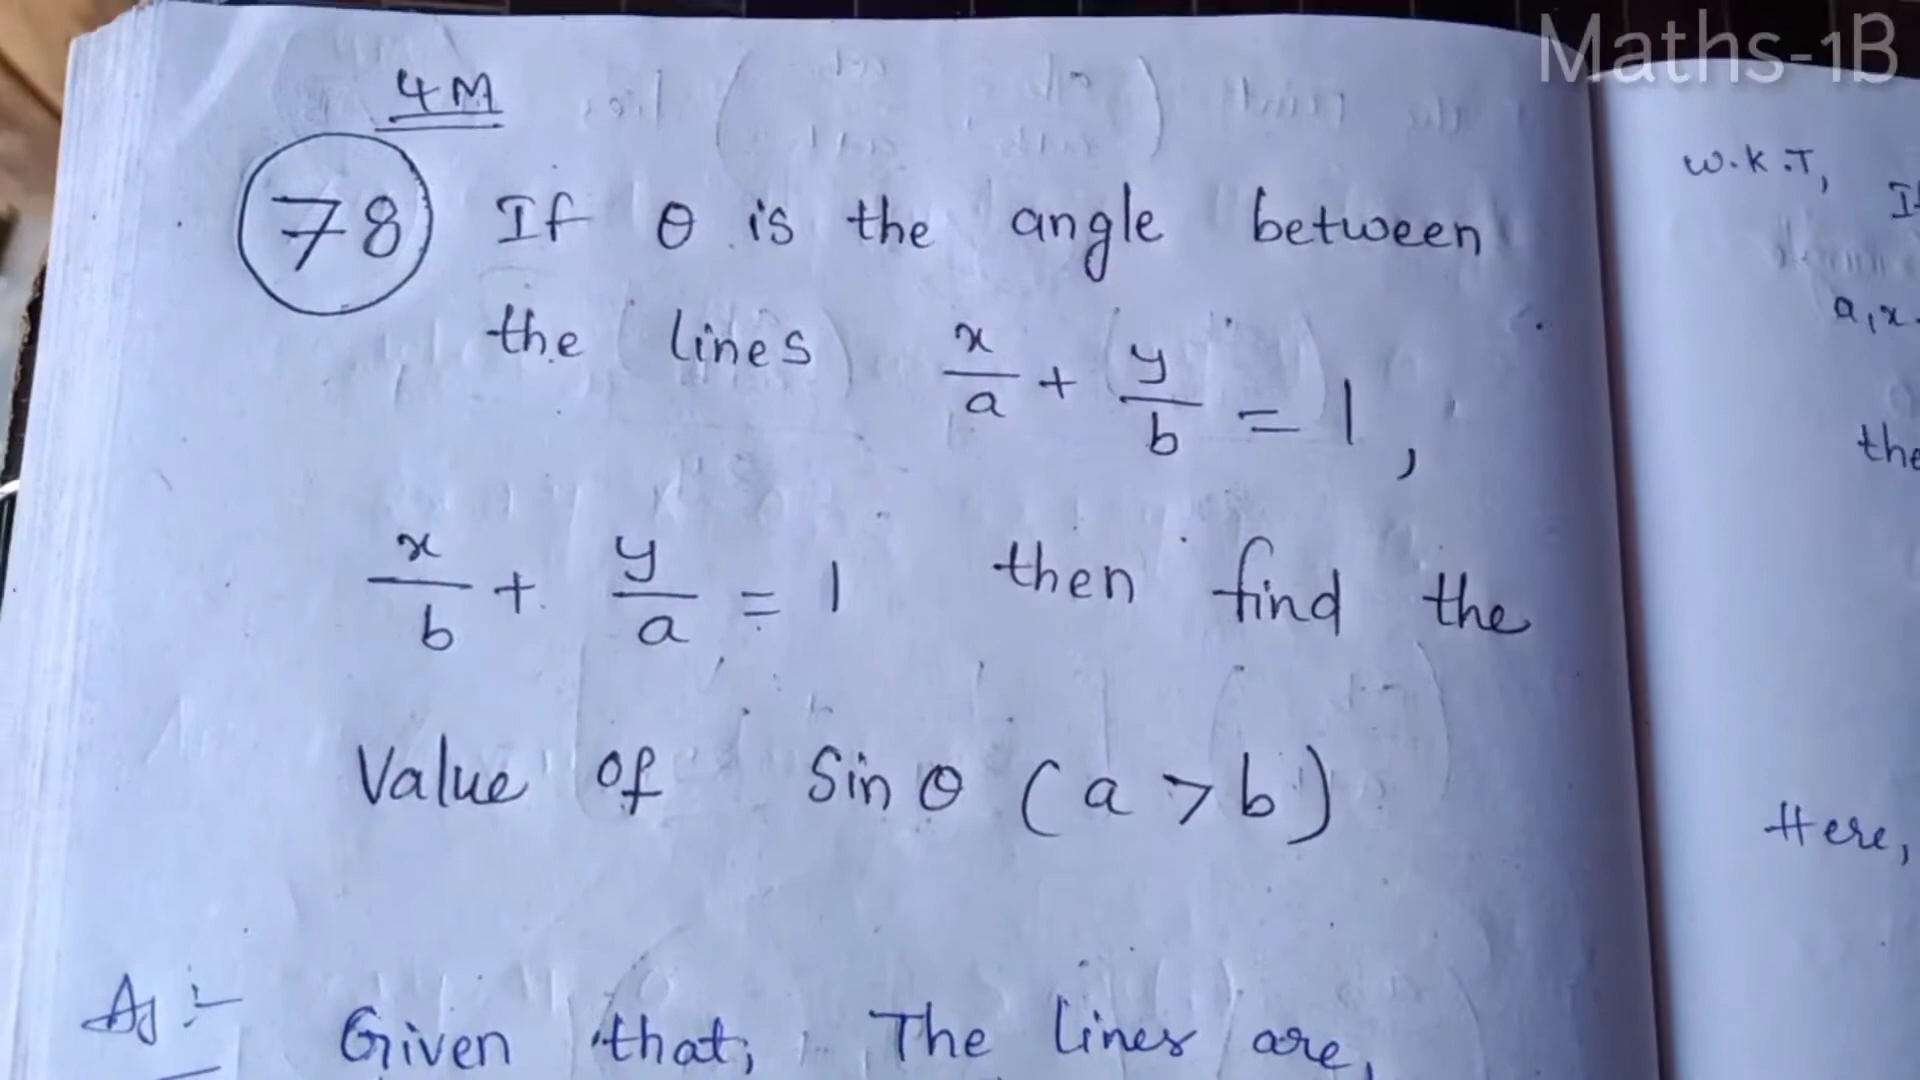 Maths-1B
4M
78 If θ is the angle between
the lines x/a + y/b = 1,
x/b + y/a = 1 then find the
Value of Sin θ (a > b)
As :-
Given that, The lines are,
w.k.T,
a₁x
the
Here,